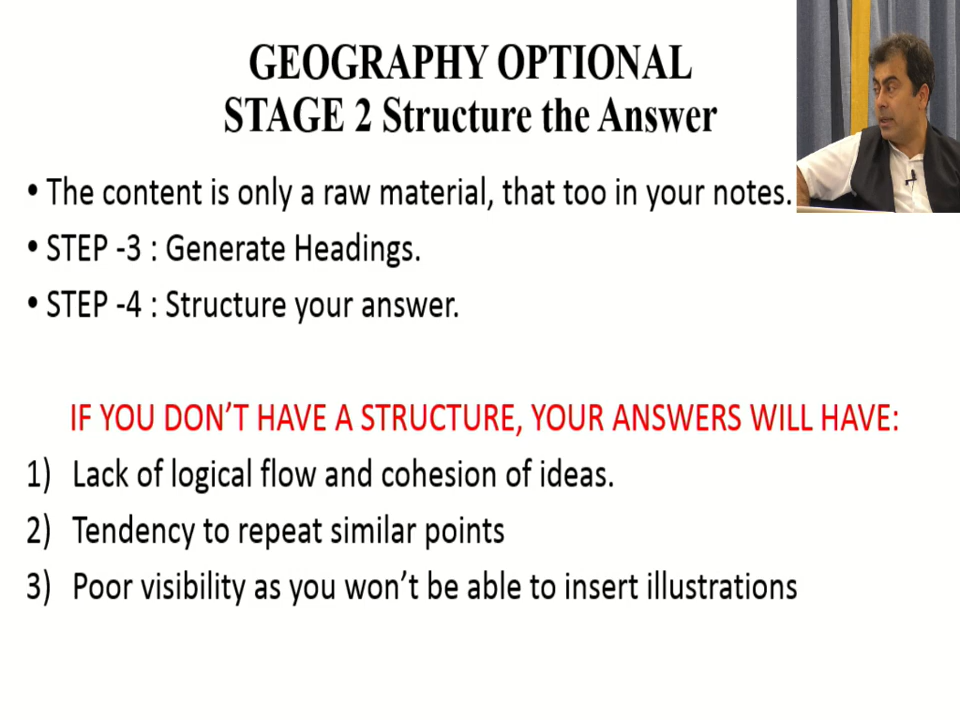 GEOGRAPHY OPTIONAL
STAGE 2 Structure the Answer
• The content is only a raw material, that too in your notes.
• STEP -3 : Generate Headings.
• STEP -4 : Structure your answer.
IF YOU DON'T HAVE A STRUCTURE, YOUR ANSWERS WILL HAVE:
1) Lack of logical flow and cohesion of ideas.
2) Tendency to repeat similar points
3) Poor visibility as you won't be able to insert illustrations